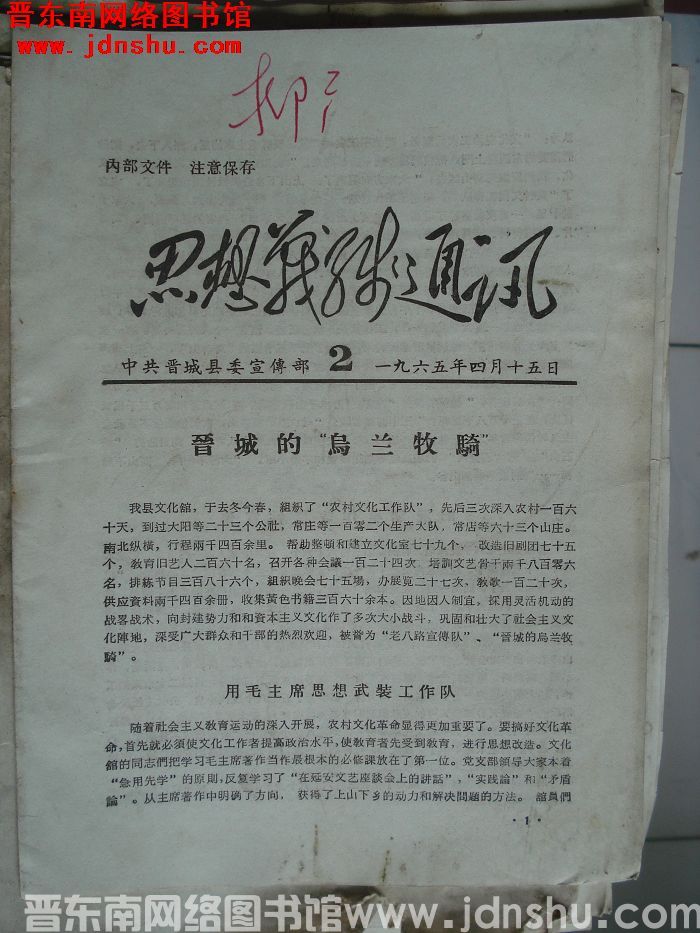 晋东南网络图书馆
www.jdnshu.com
内部文件 注意保存
思想战线通讯
中共晋城县委宣傳部 2 一九六五年四月十五日
晉城的“烏兰牧騎”
我县文化舘，于去冬今春，組織了“农村文化工作队”，先后三次深入农村一百六
十天，到过大阳等二十三个公社，常庄等一百零二个生产大队，常店等六十三个山庄。
南北纵横，行程两千四百余里。帮助整顿和建立文化室七十九个，改造旧剧团七十五
个，敎育旧艺人二百六十名，召开各种会議一百二十四次，培訓文艺骨干两千八百零六
名，排练节目三百八十六个，組织晚会七十五場，办展覚二十七次，敎歌一百二十次，
供应資料两千四百余册，收集黃色书籍三百六十余本。因地因人制宜，採用灵活机动的
战畧战术，向封建势力和和資本主义文化作了多次大小战斗，巩固和壮大了社会主义文
化陣地，深受广大群众和干部的热烈欢迎，被誉为“老八路宣傳队”、“晉城的烏兰牧
騎”。
用毛主席思想武裝工作队
随着社会主义敎育运动的深入开展，农村文化革命显得更加重要了。要搞好文化革
命，首先就必須使文化工作者提高政治水平，使敎育者先受到敎育，进行思想改造。文化
舘的同志們把学习毛主席著作当作展根本的必修課放在了第一位。党支部領导大家本着
“急用先学”的原則，反复学习了“在延安文艺座談会上的讲話”，“实踐論”和“矛盾
論”。从主席著作中明确了方向，获得了上山下乡的动力和解决問題的方法。舘員們
·1·
晋东南网络图书馆www.jdnshu.com